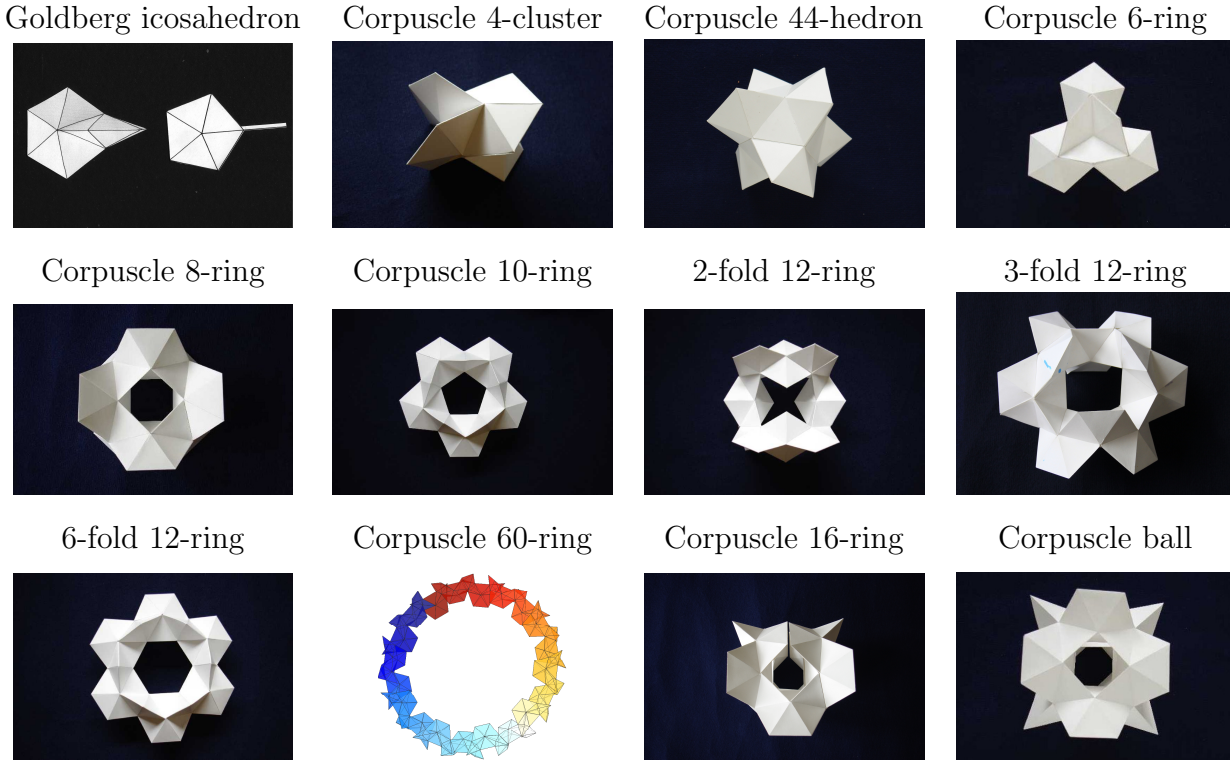 Goldberg icosahedron
Corpuscle 4-cluster
Corpuscle 44-hedron
Corpuscle 6-ring
Corpuscle 8-ring
Corpuscle 10-ring
2-fold 12-ring
3-fold 12-ring
6-fold 12-ring
Corpuscle 60-ring
Corpuscle 16-ring
Corpuscle ball